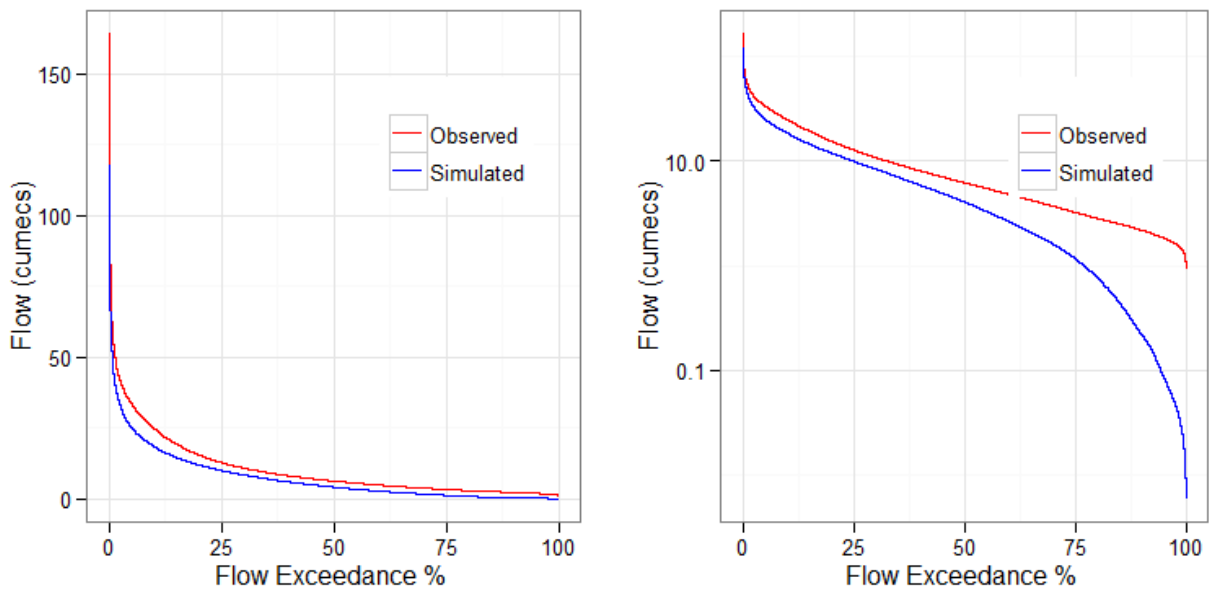 Flow (cumecs)
150
100
50
0
Observed
Simulated
0 25 50 75 100
Flow Exceedance %
Flow (cumecs)
10.0
0.1
Observed
Simulated
0 25 50 75 100
Flow Exceedance %